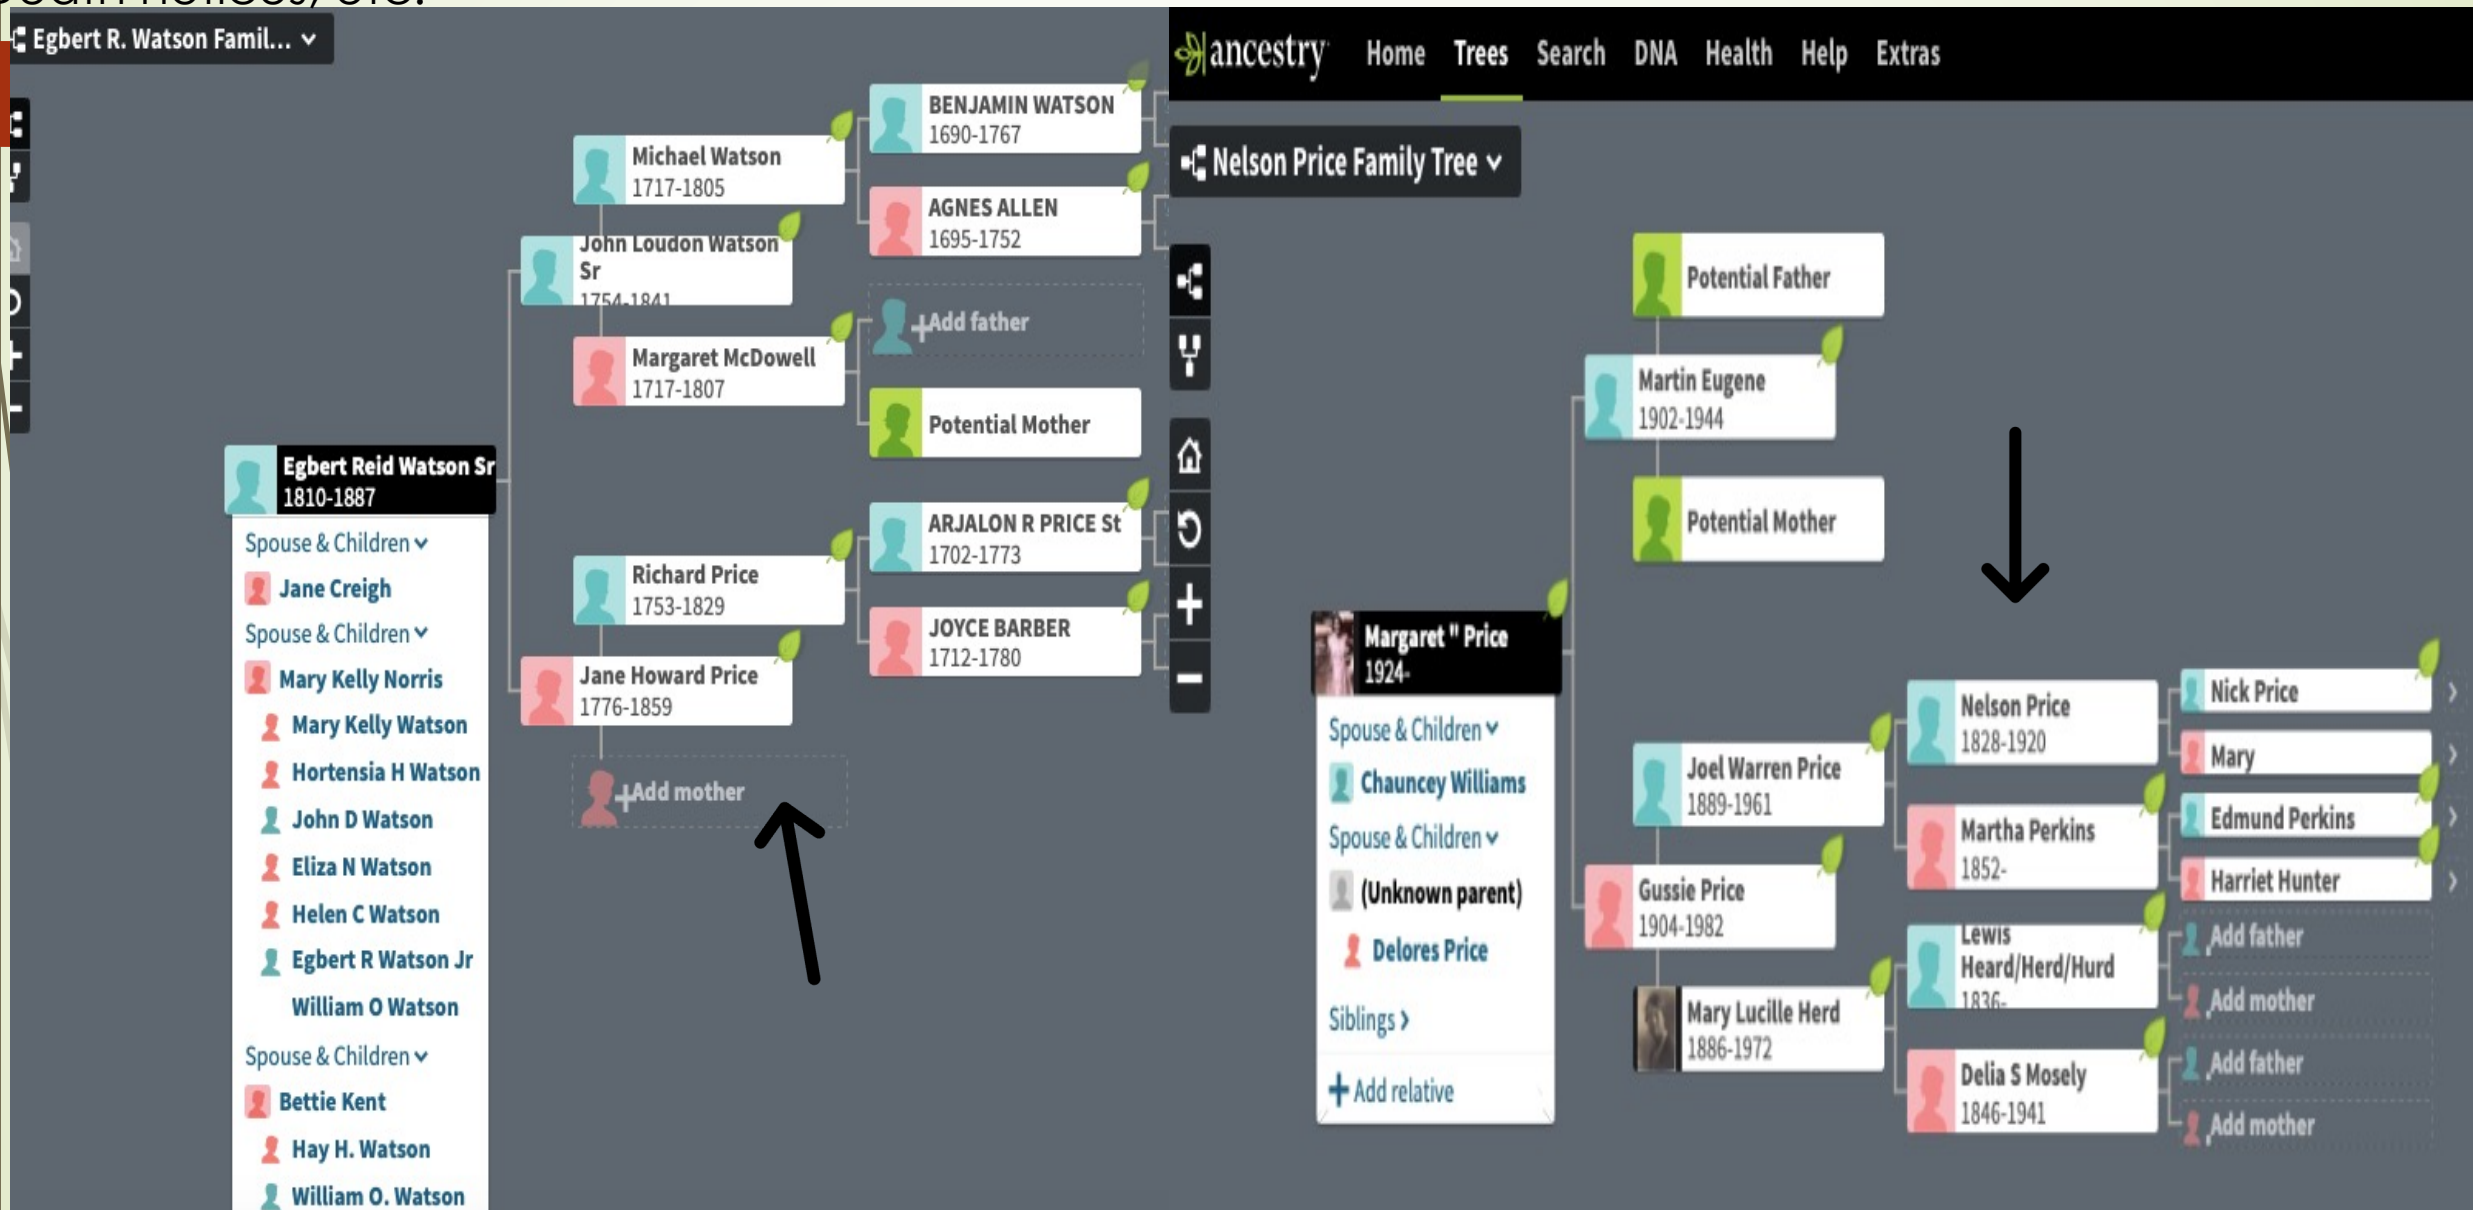 Egbert R. Watson Famil...
BENJAMIN WATSON
1690-1767
Michael Watson
1717-1805
AGNES ALLEN
1695-1752
John Loudon Watson
Sr
1754-1841
Add father
Margaret McDowell
1717-1807
Potential Mother
Egbert Reid Watson Sr
1810-1887
Spouse & Children
Jane Creigh
Spouse & Children
Mary Kelly Norris
Mary Kelly Watson
Hortensia H Watson
John D Watson
Eliza N Watson
Helen C Watson
Egbert R Watson Jr
William O Watson
Spouse & Children
Bettie Kent
Hay H. Watson
William O. Watson
ARJALON R PRICE St
1702-1773
Richard Price
1753-1829
JOYCE BARBER
1712-1780
Jane Howard Price
1776-1859
Add mother
ancestry Home Trees Search DNA Health Help Extras
Nelson Price Family Tree
Potential Father
Martin Eugene
1902-1944
Potential Mother
Margaret " Price
1924-
Spouse & Children
Chauncey Williams
Spouse & Children
(Unknown parent)
Delores Price
Siblings
Add relative
Nelson Price
1828-1920
Nick Price
Mary
Joel Warren Price
1889-1961
Martha Perkins
1852-
Edmund Perkins
Harriet Hunter
Gussie Price
1904-1982
Lewis
Heard/Herd/Hurd
1836-
Add father
Add mother
Mary Lucille Herd
1886-1972
Delia S Mosely
1846-1941
Add father
Add mother